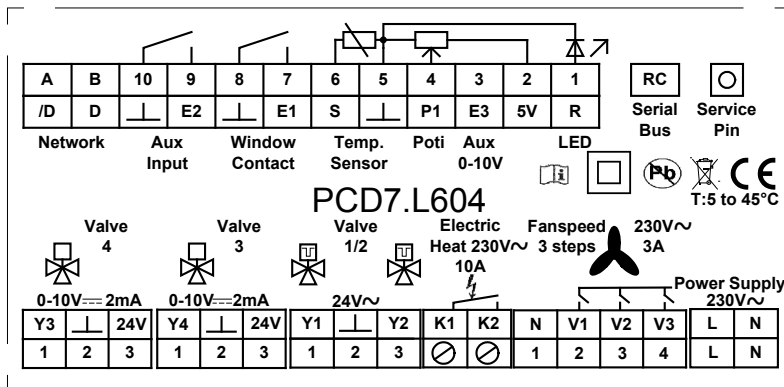 A B 10 9 8 7 6 5 4 3 2 1 RC
/D D E2 E1 S P1 E3 5V R Serial Service
Network Aux Window Temp. Poti Aux LED Bus Pin
Input Contact Sensor 0-10V
i Pb CE
T:5 to 45°C
PCD7.L604
Valve Valve Valve Electric Fanspeed 230V~
4 3 1/2 Heat 230V~ 3 steps 3A
10A
Power Supply
0-10V⎓2mA 0-10V⎓2mA 24V~ 230V~
Y3 24V Y4 24V Y1 Y2 K1 K2 N V1 V2 V3 L N
1 2 3 1 2 3 1 2 3 1 2 3 4 L N